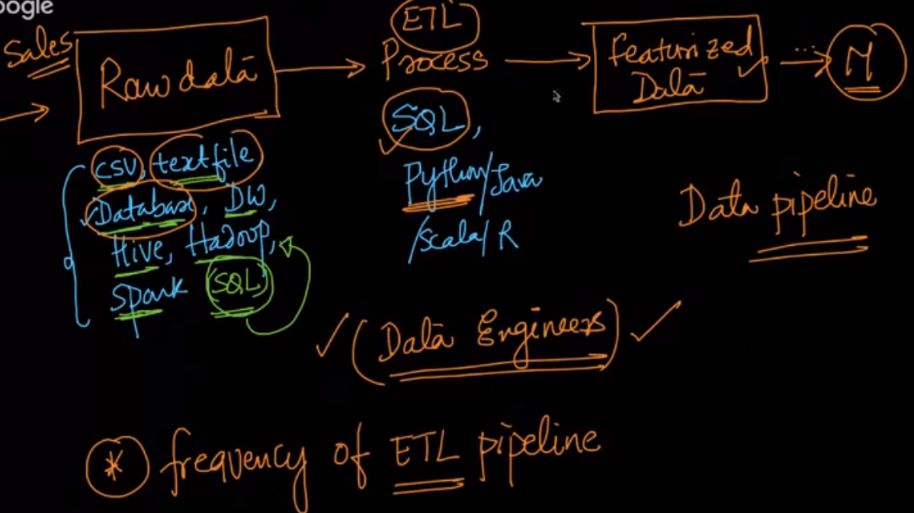 oogle
Sales
Raw data
ETL
Process
featurized
Data
M
CSV, textfile
Database, DW,
Hive, Hadoop,
Spark SQL
SQL,
Python/Java
/Scala/R
Data pipeline
(Data Engineers)
* frequency of ETL pipeline